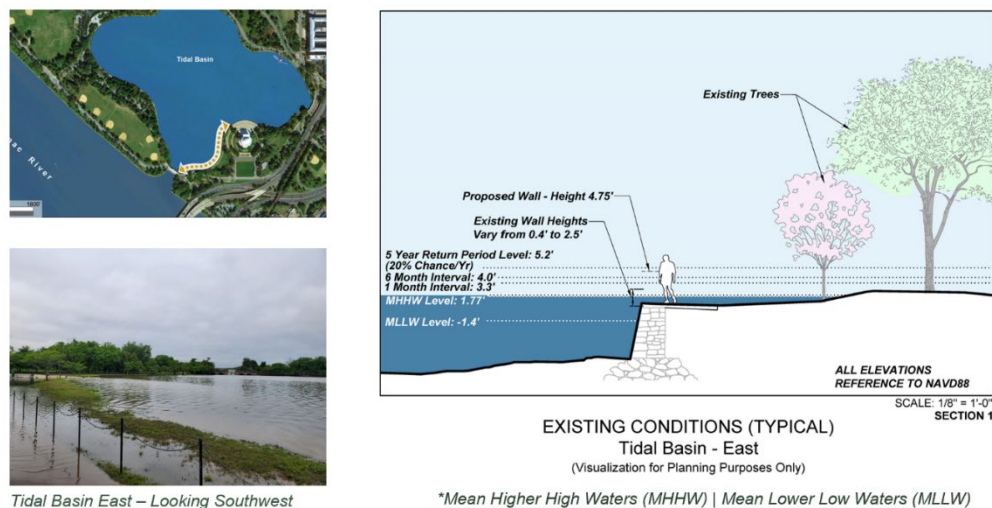 Tidal Basin
ac River
1600'
Existing Trees
Proposed Wall - Height 4.75'
Existing Wall Heights
Vary from 0.4' to 2.5'
5 Year Return Period Level: 5.2'
(20% Chance/Yr)
6 Month Interval: 4.0'
1 Month Interval: 3.3'
MHHW Level: 1.77'
MLLW Level: -1.4'
ALL ELEVATIONS
REFERENCE TO NAVD88
SCALE: 1/8" = 1'-0"
SECTION 1
EXISTING CONDITIONS (TYPICAL)
Tidal Basin - East
(Visualization for Planning Purposes Only)
Tidal Basin East – Looking Southwest
*Mean Higher High Waters (MHHW) | Mean Lower Low Waters (MLLW)